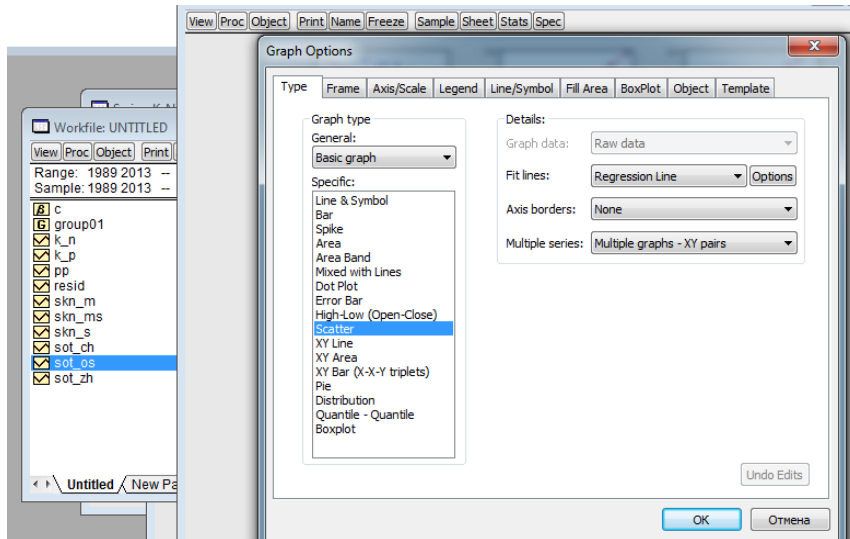 View Proc Object Print Name Freeze Sample Sheet Stats Spec
Graph Options
Type Frame Axis/Scale Legend Line/Symbol Fill Area BoxPlot Object Template
Graph type
General:
Basic graph
Specific:
Line & Symbol
Bar
Spike
Area
Area Band
Mixed with Lines
Dot Plot
Error Bar
High-Low (Open-Close)
Scatter
XY Line
XY Area
XY Bar (X-X-Y triplets)
Pie
Distribution
Quantile - Quantile
Boxplot
Details:
Graph data: Raw data
Fit lines: Regression Line Options
Axis borders: None
Multiple series: Multiple graphs - XY pairs
Undo Edits
OK Отмена
Workfile: UNTITLED
View Proc Object Print
Range: 1989 2013 --
Sample: 1989 2013 --
c
group01
k_n
k_p
pp
resid
skn_m
skn_ms
skn_s
sot_ch
sot_os
sot_zh
Untitled New Pa